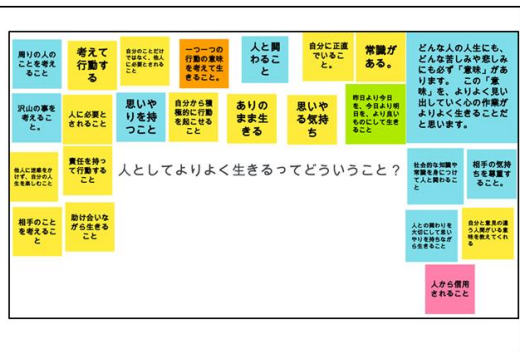 周りの人の
ことを考え
ること
考えて
行動す
る
自分のことだけ
ではなく、他人
に必要とされる
こと
一つ一つの
行動の意味
を考えて生
きること。
人と関
わるこ
と
自分に正直
でいるこ
と。
常識が
ある。
どんな人の人生にも、
どんな苦しみや悲しみ
にも必ず「意味」があ
ります。 この「意
味」を、よりよく見い
出していく心の作業が
よりよく生きることだ
と思います。
沢山の事を
考えるこ
と。
人に必要と
されること
思いや
りを持
つこと
自分から積
極的に行動
を起こせる
こと
ありの
まま生
きる
思いや
る気持
ち
昨日より今日
を、今日より明
日を、より良い
ものにして生き
ること
他人に迷惑をか
けず、自分の人
生を楽しむこと
責任を持っ
て行動する
こと
人としてよりよく生きるってどういうこと？
社会的な知識や
常識を身につけ
て人と関わるこ
と
相手の気持
ちを尊重す
ること。
相手のこと
を考えるこ
と
助け合いな
がら生きる
こと
人との関わりを
大切にして思い
やりを持ちなが
ら生きること
自分と意見の違
う人間がいる意
味を教えてくれ
る
人から信用
されること